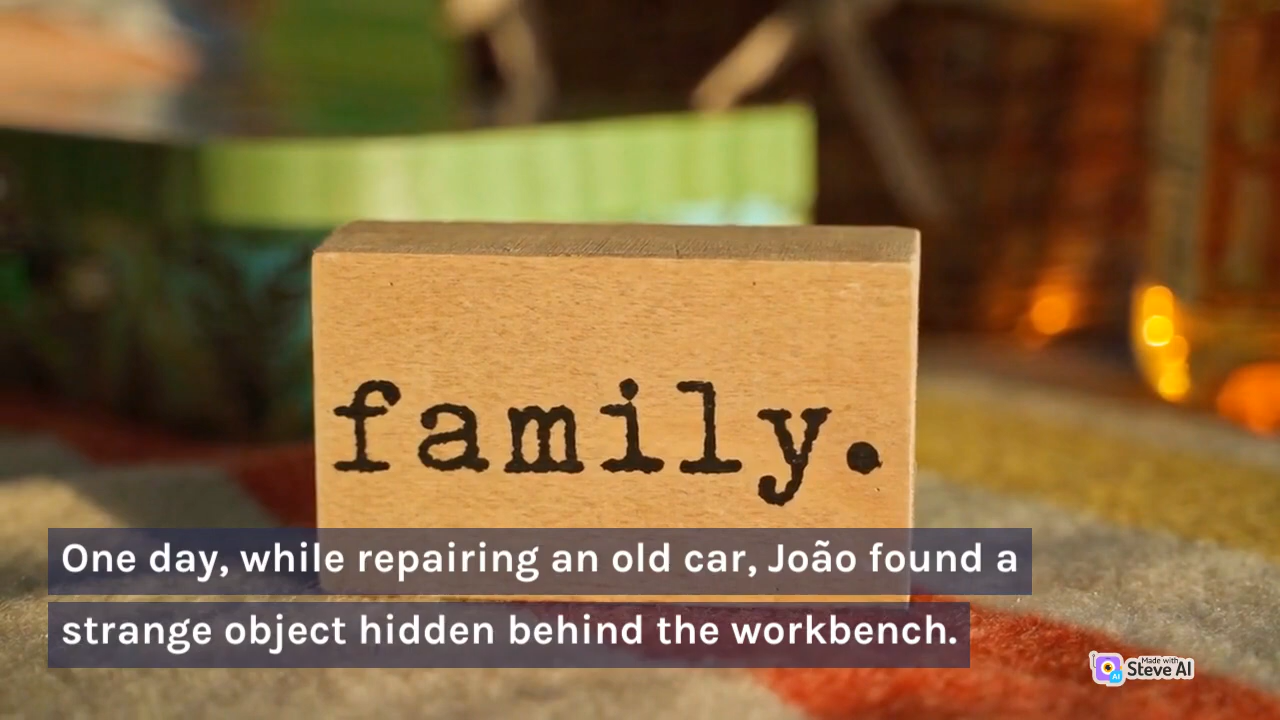 family.
One day, while repairing an old car, João found a
strange object hidden behind the workbench.
Made with
Steve AI
AI